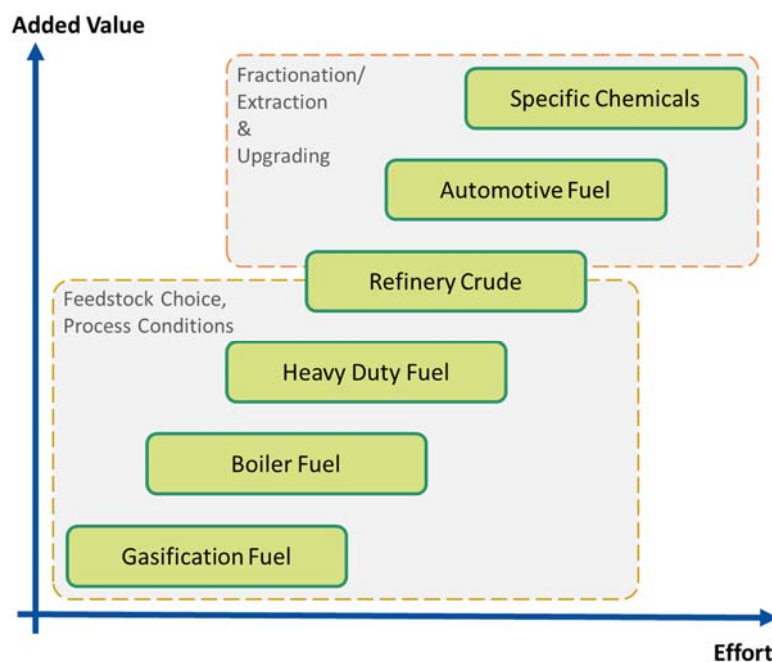 Added Value
Fractionation/
Extraction
&
Upgrading
Specific Chemicals
Automotive Fuel
Refinery Crude
Feedstock Choice,
Process Conditions
Heavy Duty Fuel
Boiler Fuel
Gasification Fuel
Effort